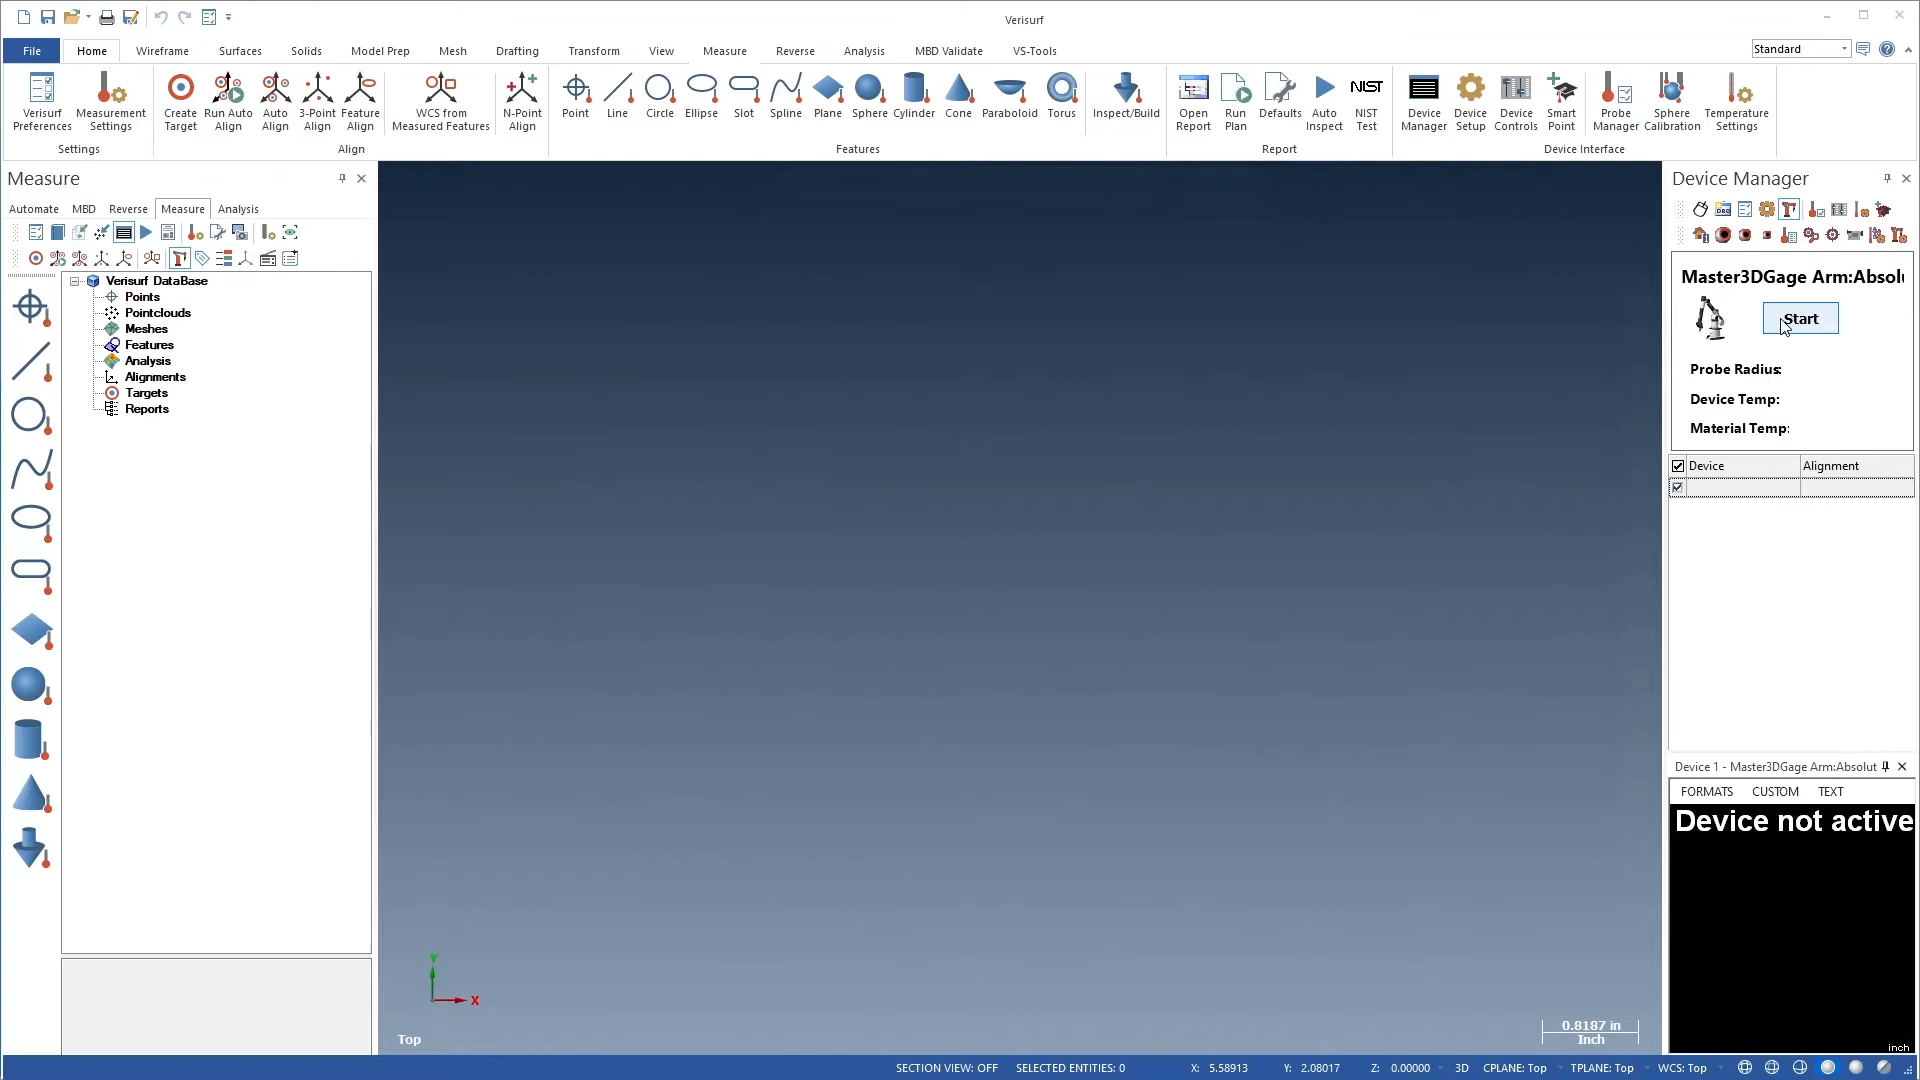 Verisurf
File Home Wireframe Surfaces Solids Model Prep Mesh Drafting Transform View Measure Reverse Analysis MBD Validate VS-Tools Standard
Verisurf Preferences
Measurement Settings
Settings
Create Target
Run Auto Align
Auto Align
3-Point Align
Feature Align
WCS from Measured Features
N-Point Align
Align
Point Line Circle Ellipse Slot Spline Plane Sphere Cylinder Cone Paraboloid Torus Inspect/Build
Features
Open Report
Run Plan
Defaults
Auto Inspect
NIST
NIST Test
Report
Device Manager
Device Setup
Device Controls
Smart Point
Probe Manager
Sphere Calibration
Temperature Settings
Device Interface
Measure
Automate MBD Reverse Measure Analysis
Verisurf DataBase
Points
Pointclouds
Meshes
Features
Analysis
Alignments
Targets
Reports
Y
X
Top
0.8187 in
Inch
Device Manager
DRO
Master3DGage Arm:Absolu
Start
Probe Radius:
Device Temp:
Material Temp:
Device Alignment
Device 1 - Master3DGage Arm:Absolut
FORMATS CUSTOM TEXT
Device not active
inch
SECTION VIEW: OFF SELECTED ENTITIES: 0 X: 5.58913 Y: 2.08017 Z: 0.00000 3D CPLANE: Top TPLANE: Top WCS: Top